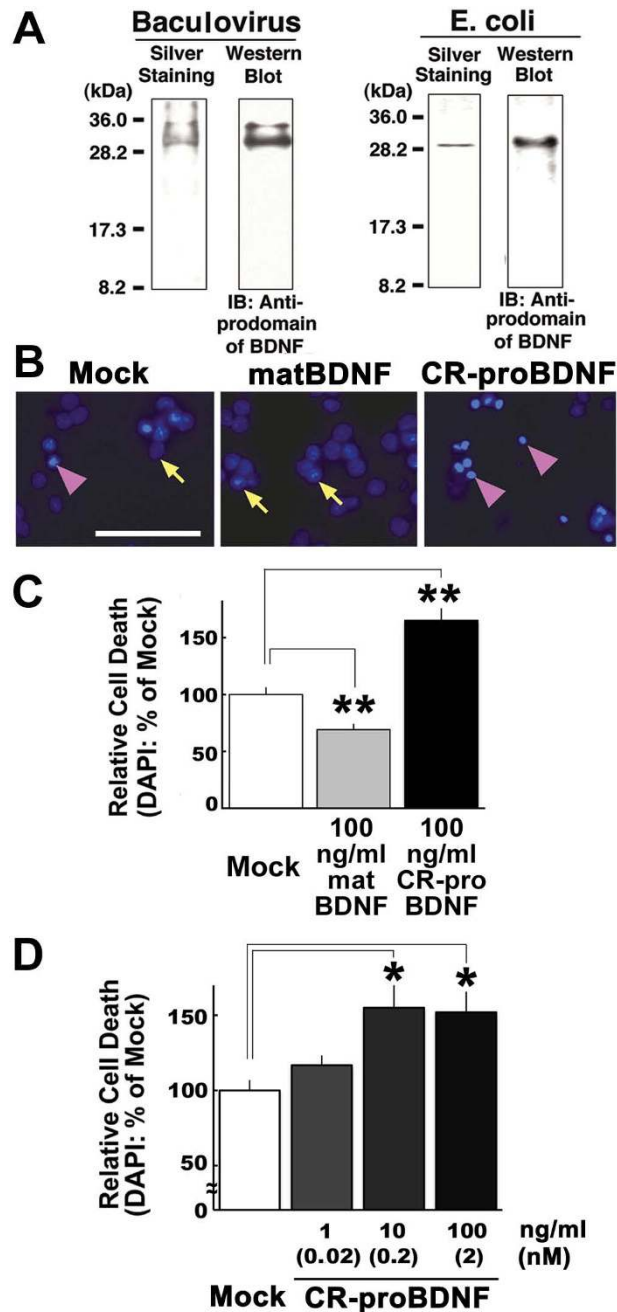 A
Baculovirus
E. coli
Silver Staining
Western Blot
Silver Staining
Western Blot
(kDa)
36.0
28.2
17.3
8.2
IB: Anti-
prodomain
of BDNF
(kDa)
36.0
28.2
17.3
8.2
IB: Anti-
prodomain
of BDNF
B
Mock
matBDNF
CR-proBDNF
C
Relative Cell Death
(DAPI: % of Mock)
150
100
50
0
**
**
Mock
100
ng/ml
mat
BDNF
100
ng/ml
CR-pro
BDNF
D
Relative Cell Death
(DAPI: % of Mock)
150
100
50
≈
0
*
*
1 10 100 ng/ml
(0.02) (0.2) (2) (nM)
Mock CR-proBDNF